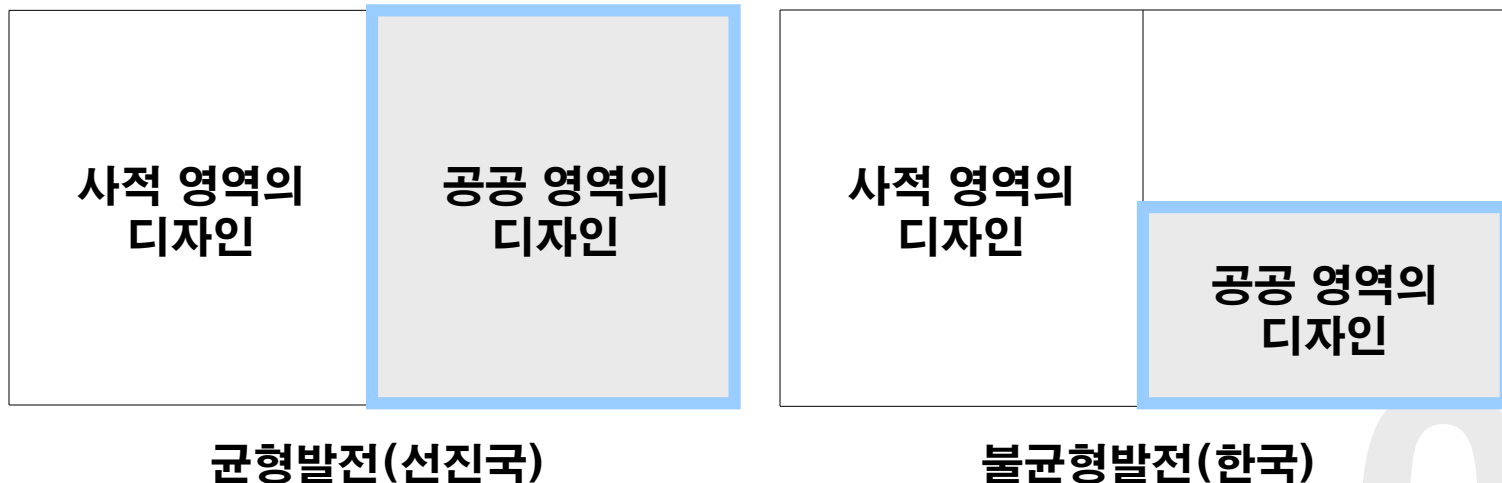 사적 영역의
디자인
공공 영역의
디자인
균형발전(선진국)
사적 영역의
디자인
공공 영역의
디자인
불균형발전(한국)